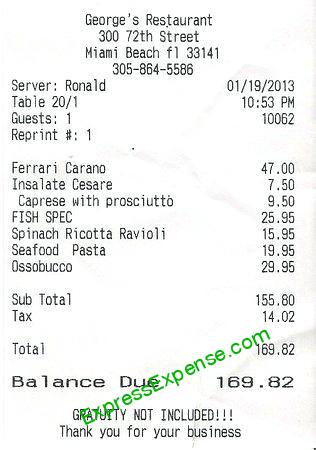 George's Restaurant
300 72th Street
Miami Beach fl 33141
305-864-5586
Server: Ronald 01/19/2013
Table 20/1 10:53 PM
Guests: 1 10062
Reprint #: 1
Ferrari Carano 47.00
Insalate Cesare 7.50
Caprese with prosciutto 9.50
FISH SPEC 25.95
Spinach Ricotta Ravioli 15.95
Seafood Pasta 19.95
Ossobucco 29.95
Sub Total 155.80
Tax 14.02
Total 169.82
Balance Due 169.82
ExpressExpense.com
GRATUITY NOT INCLUDED!!!
Thank you for your business